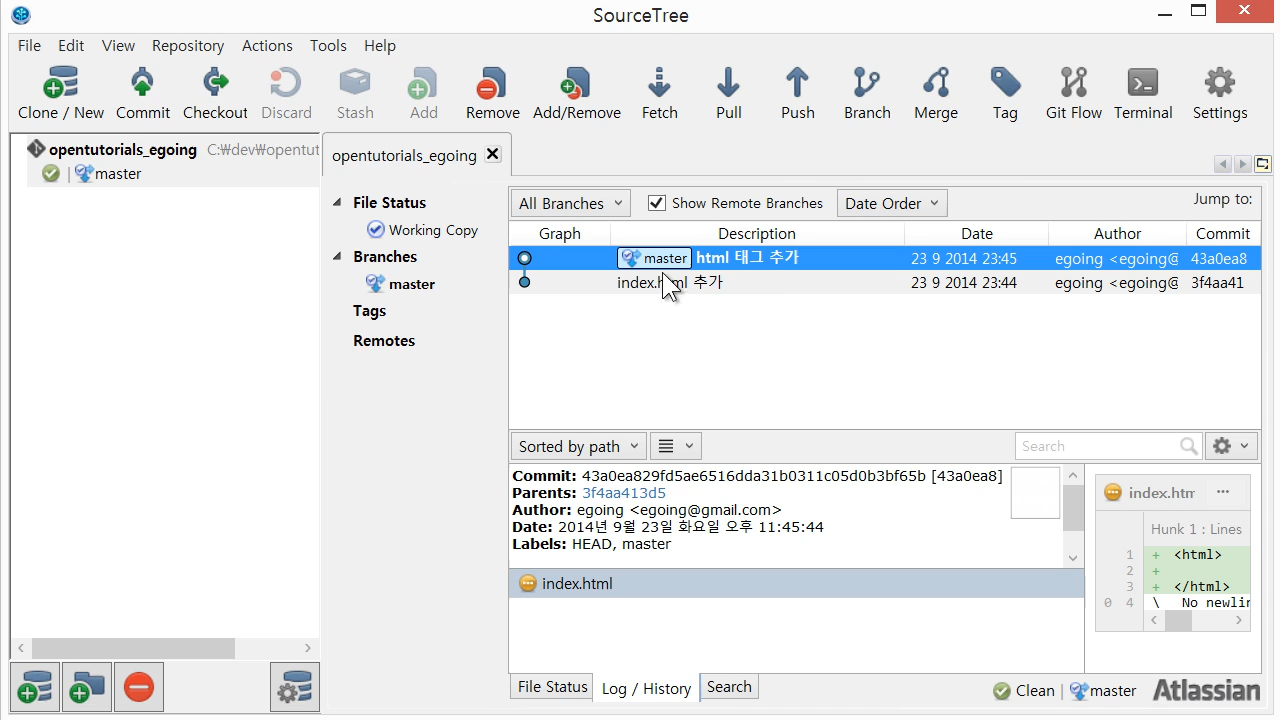 SourceTree
File Edit View Repository Actions Tools Help
Clone / New Commit Checkout Discard Stash Add Remove Add/Remove Fetch Pull Push Branch Merge Tag Git Flow Terminal Settings
opentutorials_egoing C:₩dev₩opentut
master
opentutorials_egoing
File Status
Working Copy
Branches
master
Tags
Remotes
All Branches Show Remote Branches Date Order Jump to:
Graph Description Date Author Commit
master html 태그 추가 23 9 2014 23:45 egoing <egoing@ 43a0ea8
index.html 추가 23 9 2014 23:44 egoing <egoing@ 3f4aa41
Sorted by path Search
Commit: 43a0ea829fd5ae6516dda31b0311c05d0b3bf65b [43a0ea8]
Parents: 3f4aa413d5
Author: egoing <egoing@gmail.com>
Date: 2014년 9월 23일 화요일 오후 11:45:44
Labels: HEAD, master
index.html
index.htm ...
Hunk 1 : Lines
1 + <html>
2 +
3 + </html>
0 4 \ No newlin
File Status Log / History Search
Clean master Atlassian